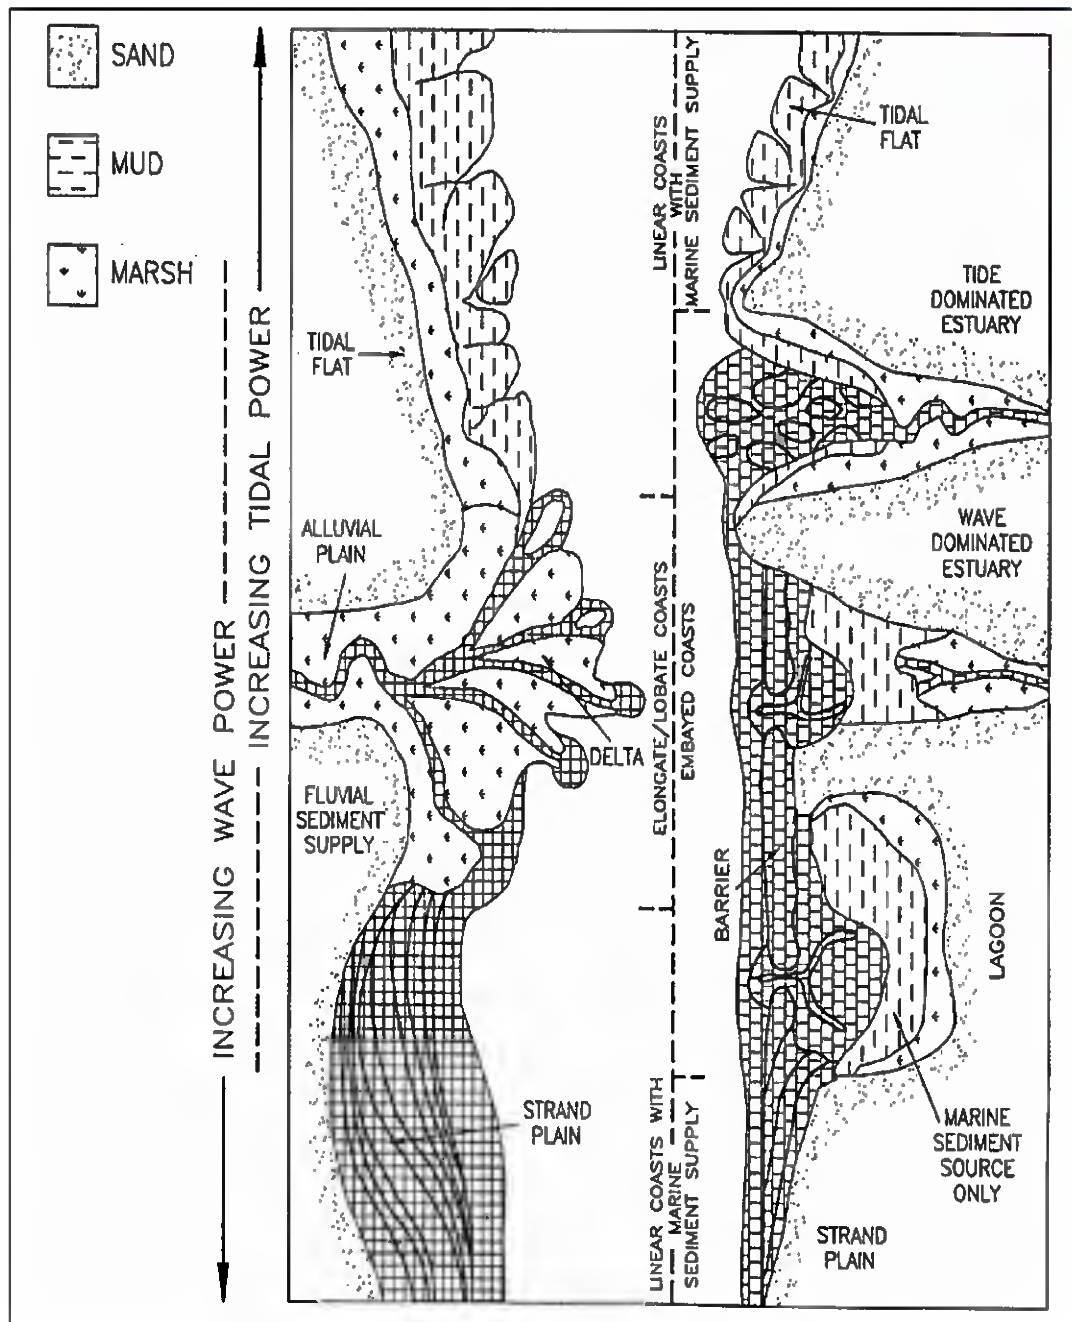 SAND
MUD
MARSH
INCREASING TIDAL POWER
INCREASING WAVE POWER
TIDAL
FLAT
ALLUVIAL
PLAIN
FLUVIAL
SEDIMENT
SUPPLY
DELTA
STRAND
PLAIN
LINEAR COASTS
WITH
MARINE SEDIMENT SUPPLY
ELONGATE/LOBATE COASTS
EMBAYED COASTS
LINEAR COASTS WITH
MARINE
SEDIMENT SUPPLY
TIDAL
FLAT
TIDE
DOMINATED
ESTUARY
WAVE
DOMINATED
ESTUARY
BARRIER
LAGOON
MARINE
SEDIMENT
SOURCE
ONLY
STRAND
PLAIN